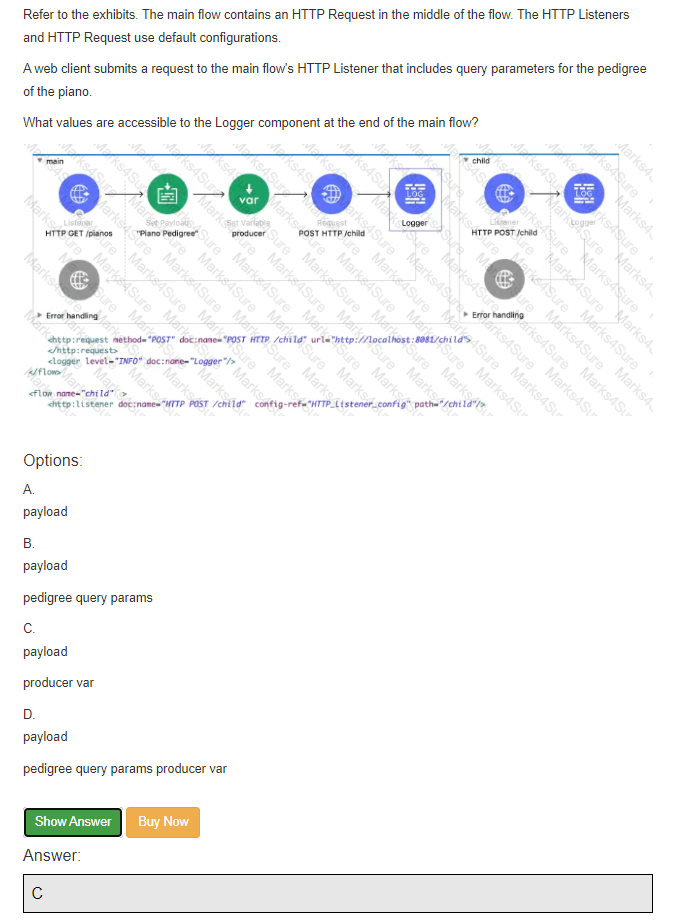 Refer to the exhibits. The main flow contains an HTTP Request in the middle of the flow. The HTTP Listeners
and HTTP Request use default configurations.
A web client submits a request to the main flow's HTTP Listener that includes query parameters for the pedigree
of the piano.
What values are accessible to the Logger component at the end of the main flow?
main
child
var
LOG
LOG
Listener
Set Payload
Set Variable
Request
Logger
Listener
Logger
HTTP GET /pianos
"Piano Pedigree"
producer
POST HTTP /child
HTTP POST /child
Error handling
Error handling
<http:request method="POST" doc:name="POST HTTP /child" url="http://localhost:8081/child">
</http:request>
<logger level="INFO" doc:name="Logger"/>
</flow>
<flow name="child" >
<http:listener doc:name="HTTP POST /child" config-ref="HTTP_Listener_config" path="/child"/>
Options:
A.
payload
B.
payload
pedigree query params
C.
payload
producer var
D.
payload
pedigree query params producer var
Show Answer
Buy Now
Answer:
C